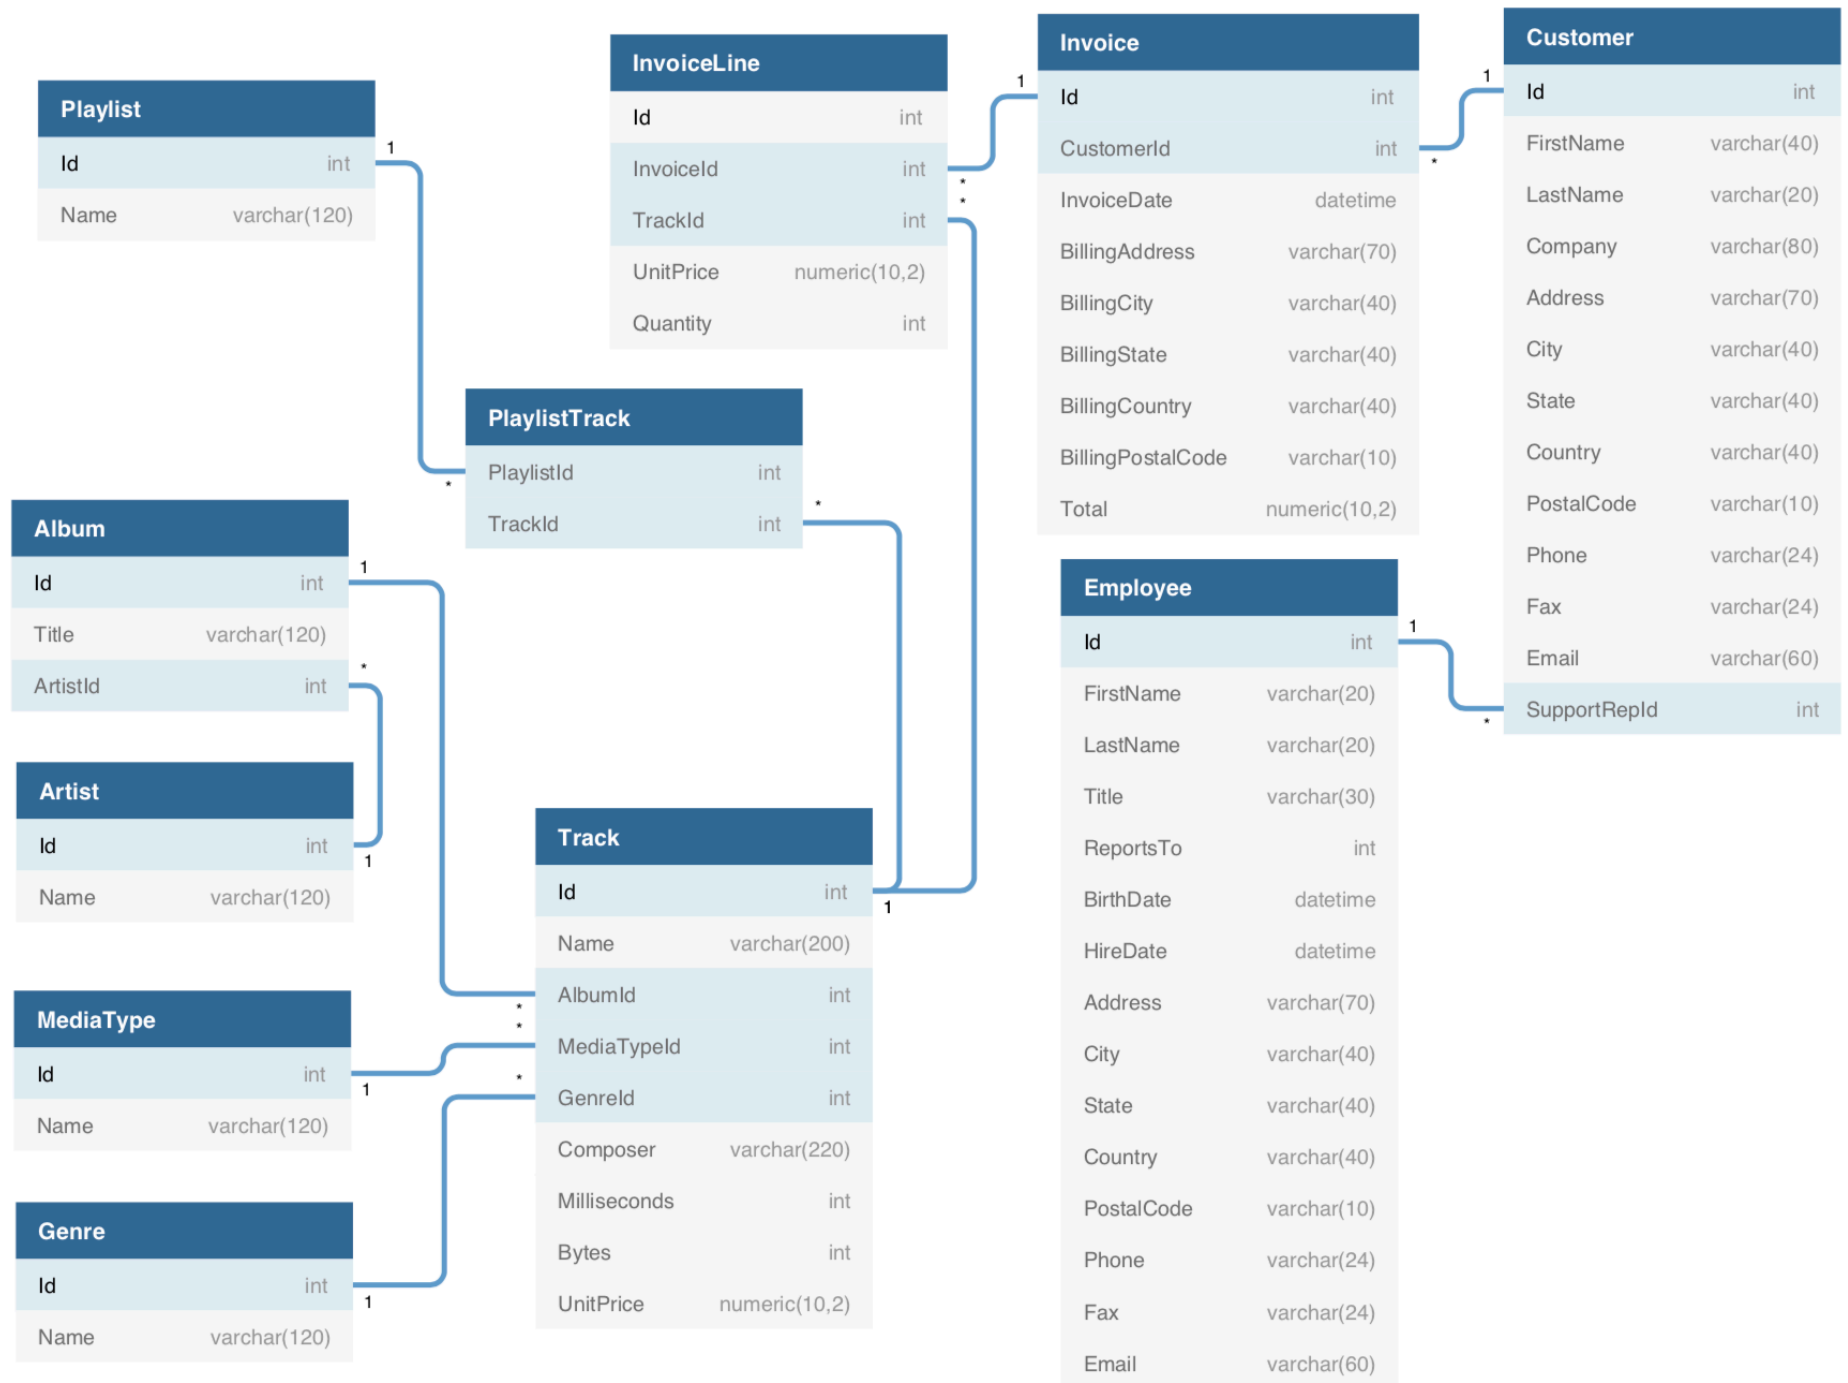 Playlist
Id int
Name varchar(120)
1
*
InvoiceLine
Id int
InvoiceId int
TrackId int
UnitPrice numeric(10,2)
Quantity int
*
*
1
Invoice
Id int
CustomerId int
InvoiceDate datetime
BillingAddress varchar(70)
BillingCity varchar(40)
BillingState varchar(40)
BillingCountry varchar(40)
BillingPostalCode varchar(10)
Total numeric(10,2)
*
1
Customer
Id int
FirstName varchar(40)
LastName varchar(20)
Company varchar(80)
Address varchar(70)
City varchar(40)
State varchar(40)
Country varchar(40)
PostalCode varchar(10)
Phone varchar(24)
Fax varchar(24)
Email varchar(60)
SupportRepId int
PlaylistTrack
PlaylistId int
TrackId int
*
Album
Id int
Title varchar(120)
ArtistId int
1
*
Artist
Id int
Name varchar(120)
1
MediaType
Id int
Name varchar(120)
1
Genre
Id int
Name varchar(120)
1
Track
Id int
Name varchar(200)
AlbumId int
MediaTypeId int
GenreId int
Composer varchar(220)
Milliseconds int
Bytes int
UnitPrice numeric(10,2)
1
*
*
*
Employee
Id int
FirstName varchar(20)
LastName varchar(20)
Title varchar(30)
ReportsTo int
BirthDate datetime
HireDate datetime
Address varchar(70)
City varchar(40)
State varchar(40)
Country varchar(40)
PostalCode varchar(10)
Phone varchar(24)
Fax varchar(24)
Email varchar(60)
1
*